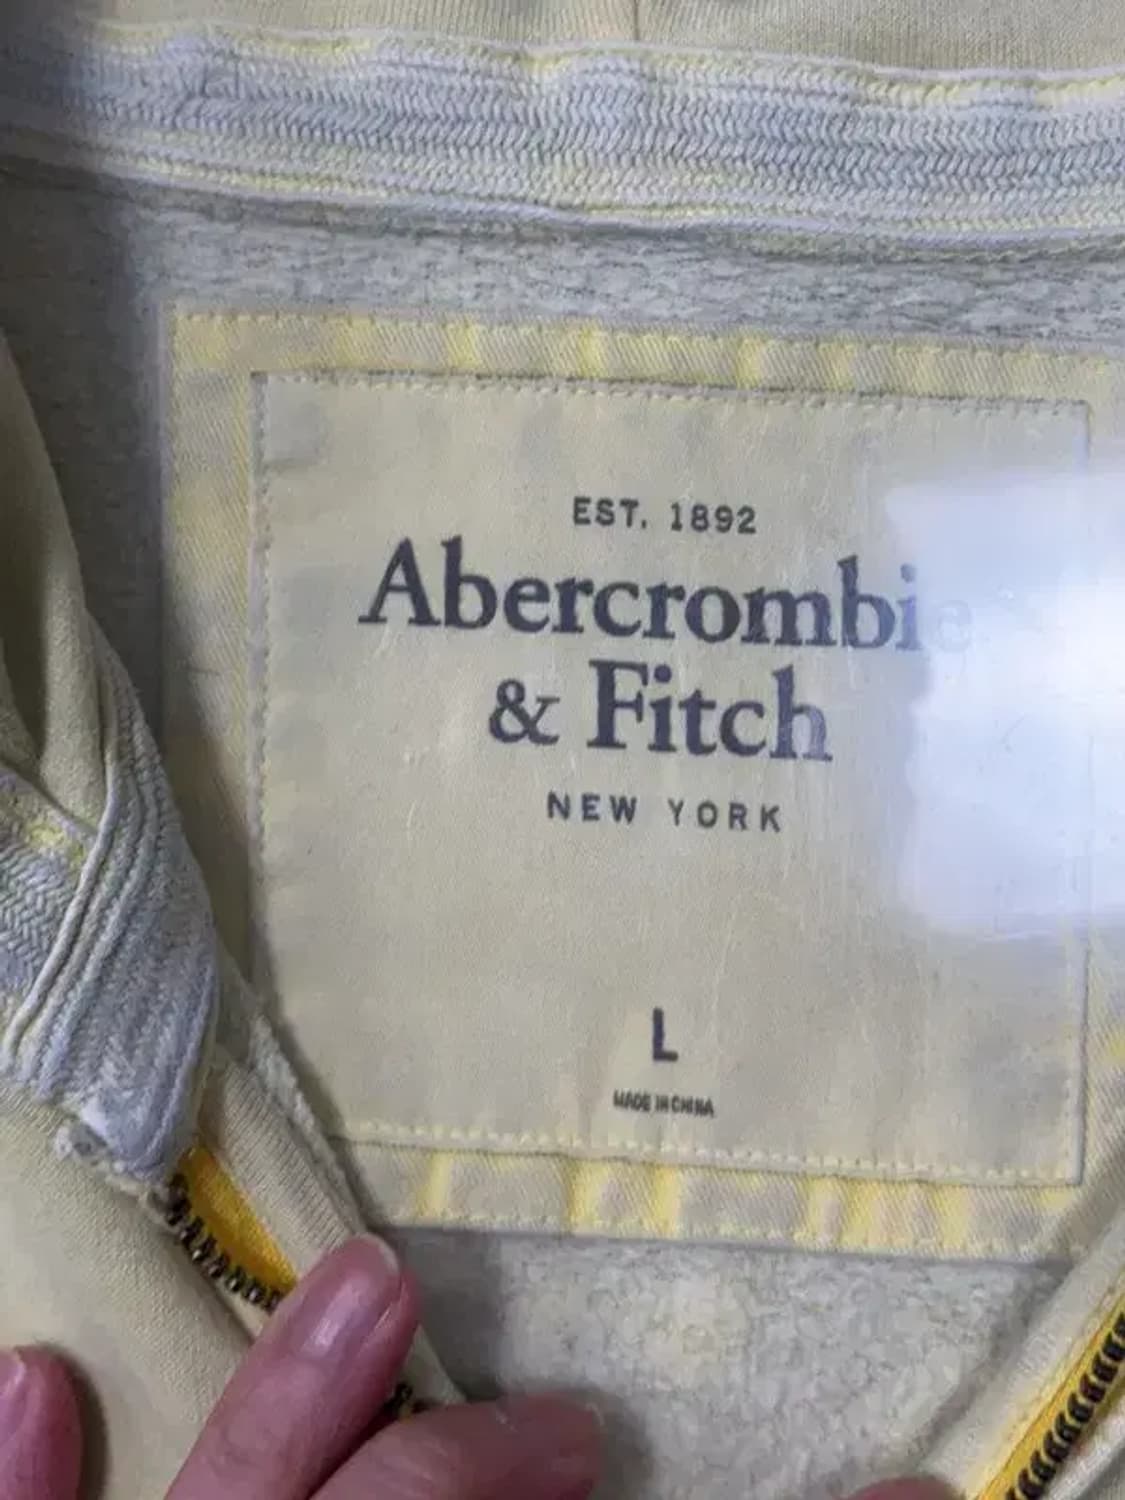 EST. 1892
Abercrombie
& Fitch
NEW YORK
L
MADE IN CHINA